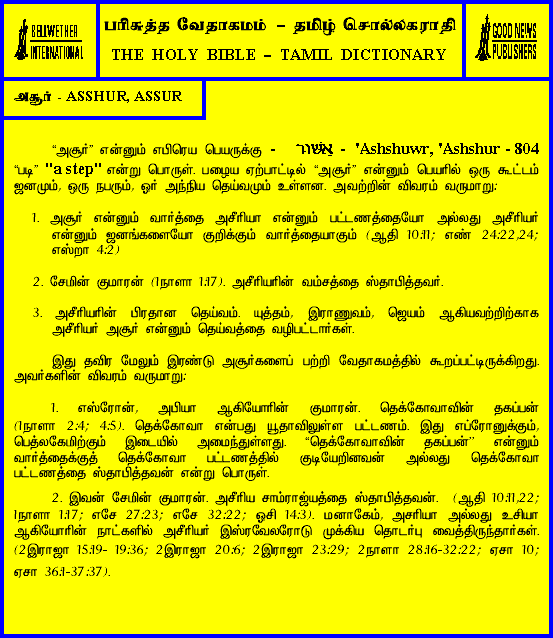 BELLWETHER
INTERNATIONAL
பரிசுத்த வேதாகமம் – தமிழ் சொல்லகராதி
THE HOLY BIBLE – TAMIL DICTIONARY
GOOD NEWS
PUBLISHERS
அசூர் - ASSHUR, ASSUR
“அசூர்” என்னும் எபிரெய பெயருக்கு - אַשּׁוּר - 'Ashshuwr, 'Ashshur - 804
“படி” "a step" என்று பொருள். பழைய ஏற்பாட்டில் “அசூர்” என்னும் பெயரில் ஒரு கூட்டம்
ஜனமும், ஒரு நபரும், ஓர் அந்நிய தெய்வமும் உள்ளன. அவற்றின் விவரம் வருமாறு:
1. அசூர் என்னும் வார்த்தை அசீரியா என்னும் பட்டணத்தையோ அல்லது அசீரியர்
என்னும் ஜனங்களையோ குறிக்கும் வார்த்தையாகும் (ஆதி 10:11; எண் 24:22,24;
எஸ்றா 4:2)
2. சேமின் குமாரன் (1நாளா 1:17). அசீரியரின் வம்சத்தை ஸ்தாபித்தவர்.
3. அசீரியரின் பிரதான தெய்வம். யுத்தம், இராணுவம், ஜெயம் ஆகியவற்றிற்காக
அசீரியர் அசூர் என்னும் தெய்வத்தை வழிபட்டார்கள்.
இது தவிர மேலும் இரண்டு அசூர்களைப் பற்றி வேதாகமத்தில் கூறப்பட்டிருக்கிறது.
அவர்களின் விவரம் வருமாறு:
1. எஸ்ரோன், அபியா ஆகியோரின் குமாரன். தெக்கோவாவின் தகப்பன்
(1நாளா 2:4; 4:5). தெக்கோவா என்பது யூதாவிலுள்ள பட்டணம். இது எப்ரோனுக்கும்,
பெத்லகேமிற்கும் இடையில் அமைந்துள்ளது. “தெக்கோவாவின் தகப்பன்” என்னும்
வார்த்தைக்குத் தெக்கோவா பட்டணத்தில் குடியேறினவன் அல்லது தெக்கோவா
பட்டணத்தை ஸ்தாபித்தவன் என்று பொருள்.
2. இவன் சேமின் குமாரன். அசீரிய சாம்ராஜ்யத்தை ஸ்தாபித்தவன். (ஆதி 10:11,22;
1நாளா 1:17; எசே 27:23; எசே 32:22; ஓசி 14:3). மனாகேம், அசரியா அல்லது உசியா
ஆகியோரின் நாட்களில் அசீரியர் இஸ்ரவேலரோடு முக்கிய தொடர்பு வைத்திருந்தார்கள்.
(2இராஜா 15:19- 19:36; 2இராஜா 20:6; 2இராஜா 23:29; 2நாளா 28:16-32:22; ஏசா 10;
ஏசா 36:1-37:37).